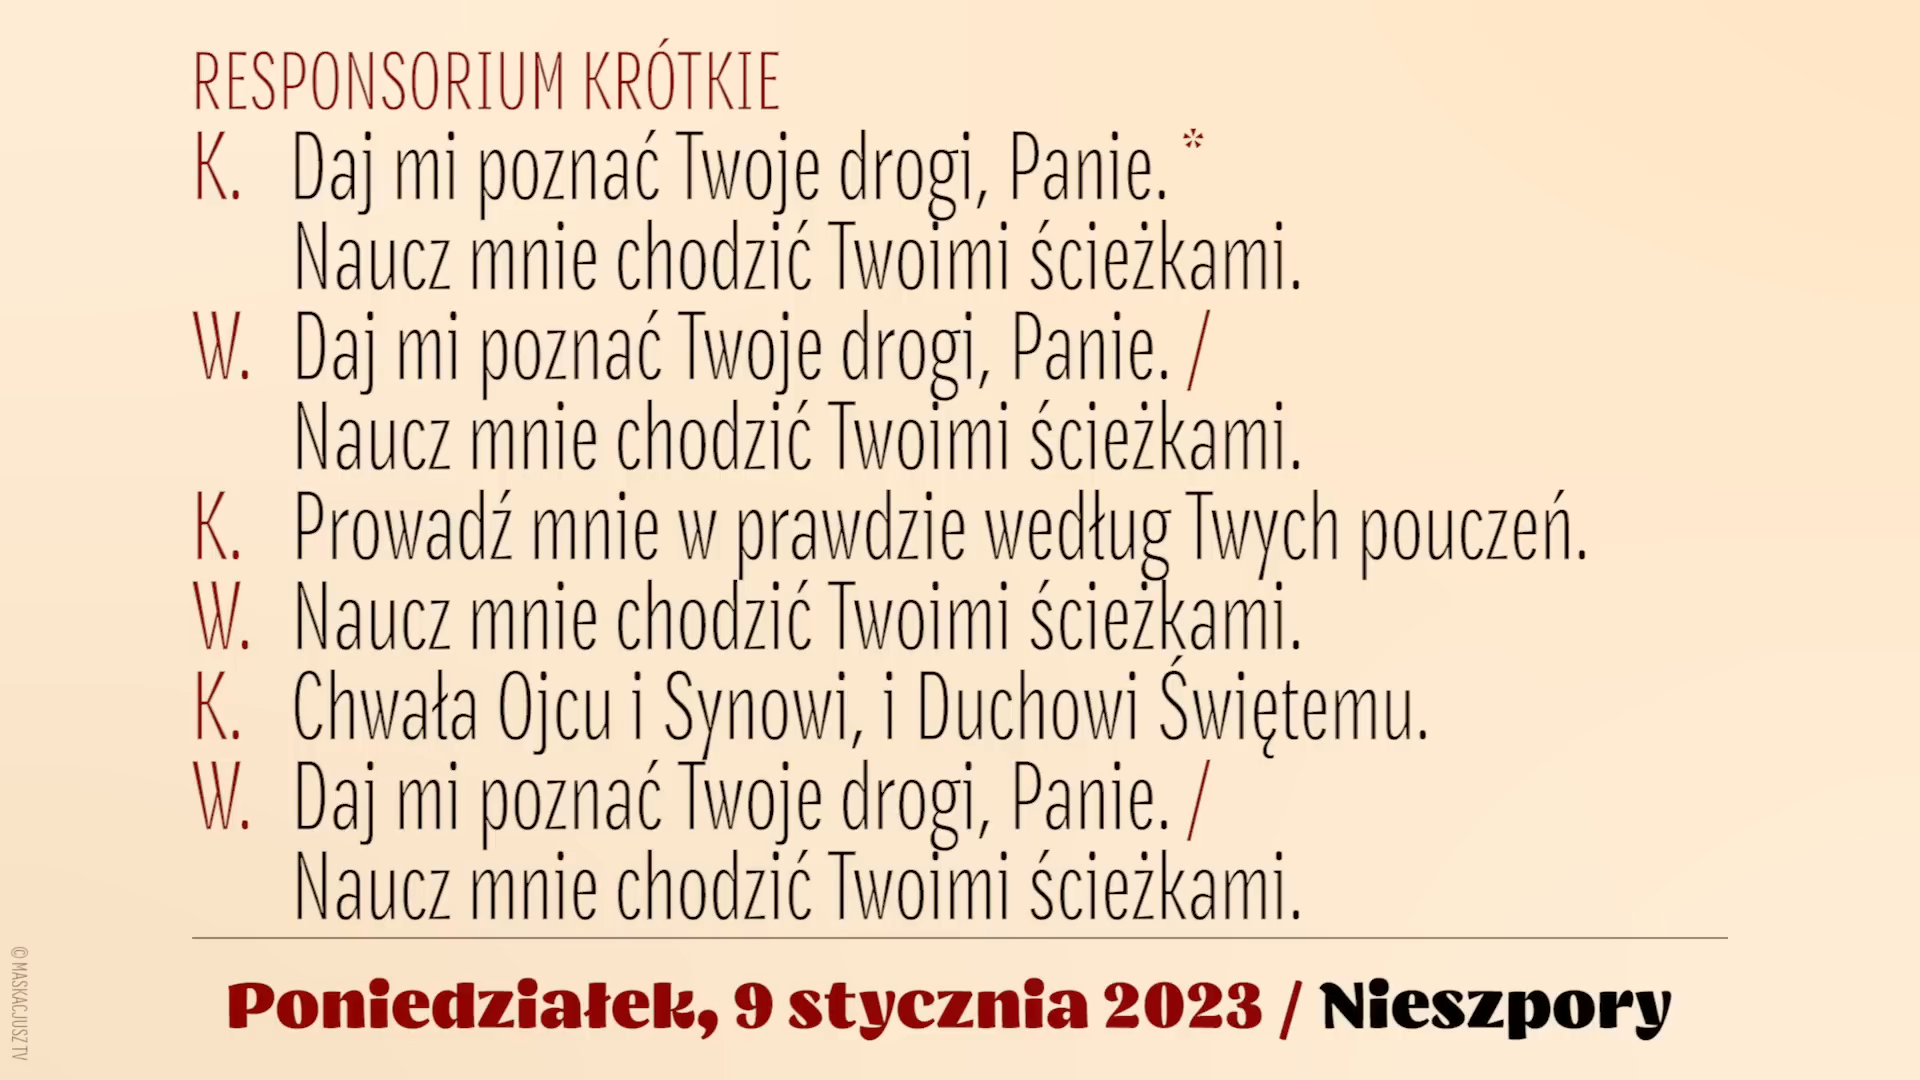 RESPONSORIUM KRÓTKIE
K. Daj mi poznać Twoje drogi, Panie. *
Naucz mnie chodzić Twoimi ścieżkami.
W. Daj mi poznać Twoje drogi, Panie. /
Naucz mnie chodzić Twoimi ścieżkami.
K. Prowadź mnie w prawdzie według Twych pouczeń.
W. Naucz mnie chodzić Twoimi ścieżkami.
K. Chwała Ojcu i Synowi, i Duchowi Świętemu.
W. Daj mi poznać Twoje drogi, Panie. /
Naucz mnie chodzić Twoimi ścieżkami.
Poniedziałek, 9 stycznia 2023 / Nieszpory
© MASKACJUSZ TV